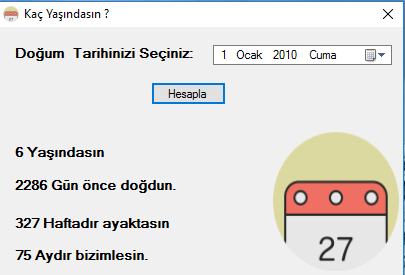 Kaç Yaşındasın ?
Doğum Tarihinizi Seçiniz: 1 Ocak 2010 Cuma
Hesapla
6 Yaşındasın
2286 Gün önce doğdun.
327 Haftadır ayaktasın
75 Aydır bizimlesin.
27